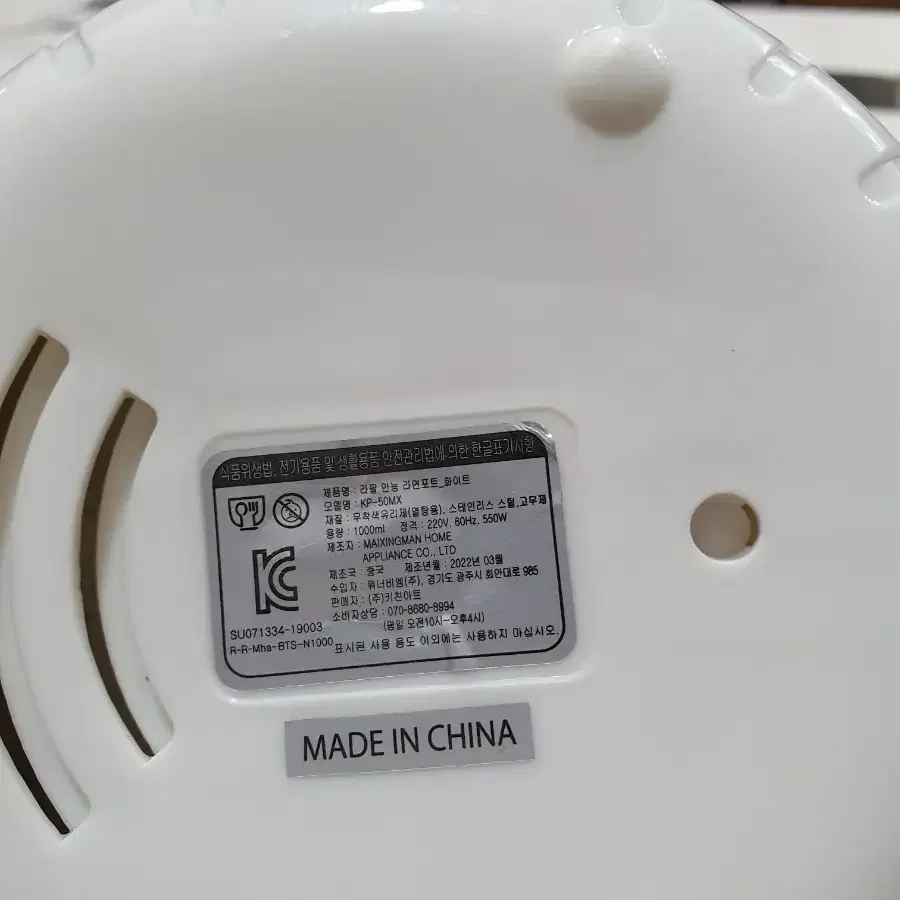 식품위생법, 전기용품 및 생활용품 안전관리법에 의한 한글표기사항
제품명 : 라팔 만능 라면포트_화이트
모델명 : KP-50MX
재질 : 무착색유리제(열탕용), 스테인리스 스틸, 고무제
용량 : 1000ml 정격 : 220V, 60Hz, 550W
제조자 : MAIXINGMAN HOME
APPLIANCE CO., LTD
제조국 : 중국 제조년월 : 2022년 03월
수입자 : 워너비엠(주), 경기도 광주시 회안대로 985
판매자 : (주)키친아트
소비자상담 : 070-8680-6994
(평일 오전10시~오후4시)
KC
SU071334-19003
R-R-Mha-BTS-N1000
표시된 사용 용도 이외에는 사용하지 마십시오.
MADE IN CHINA